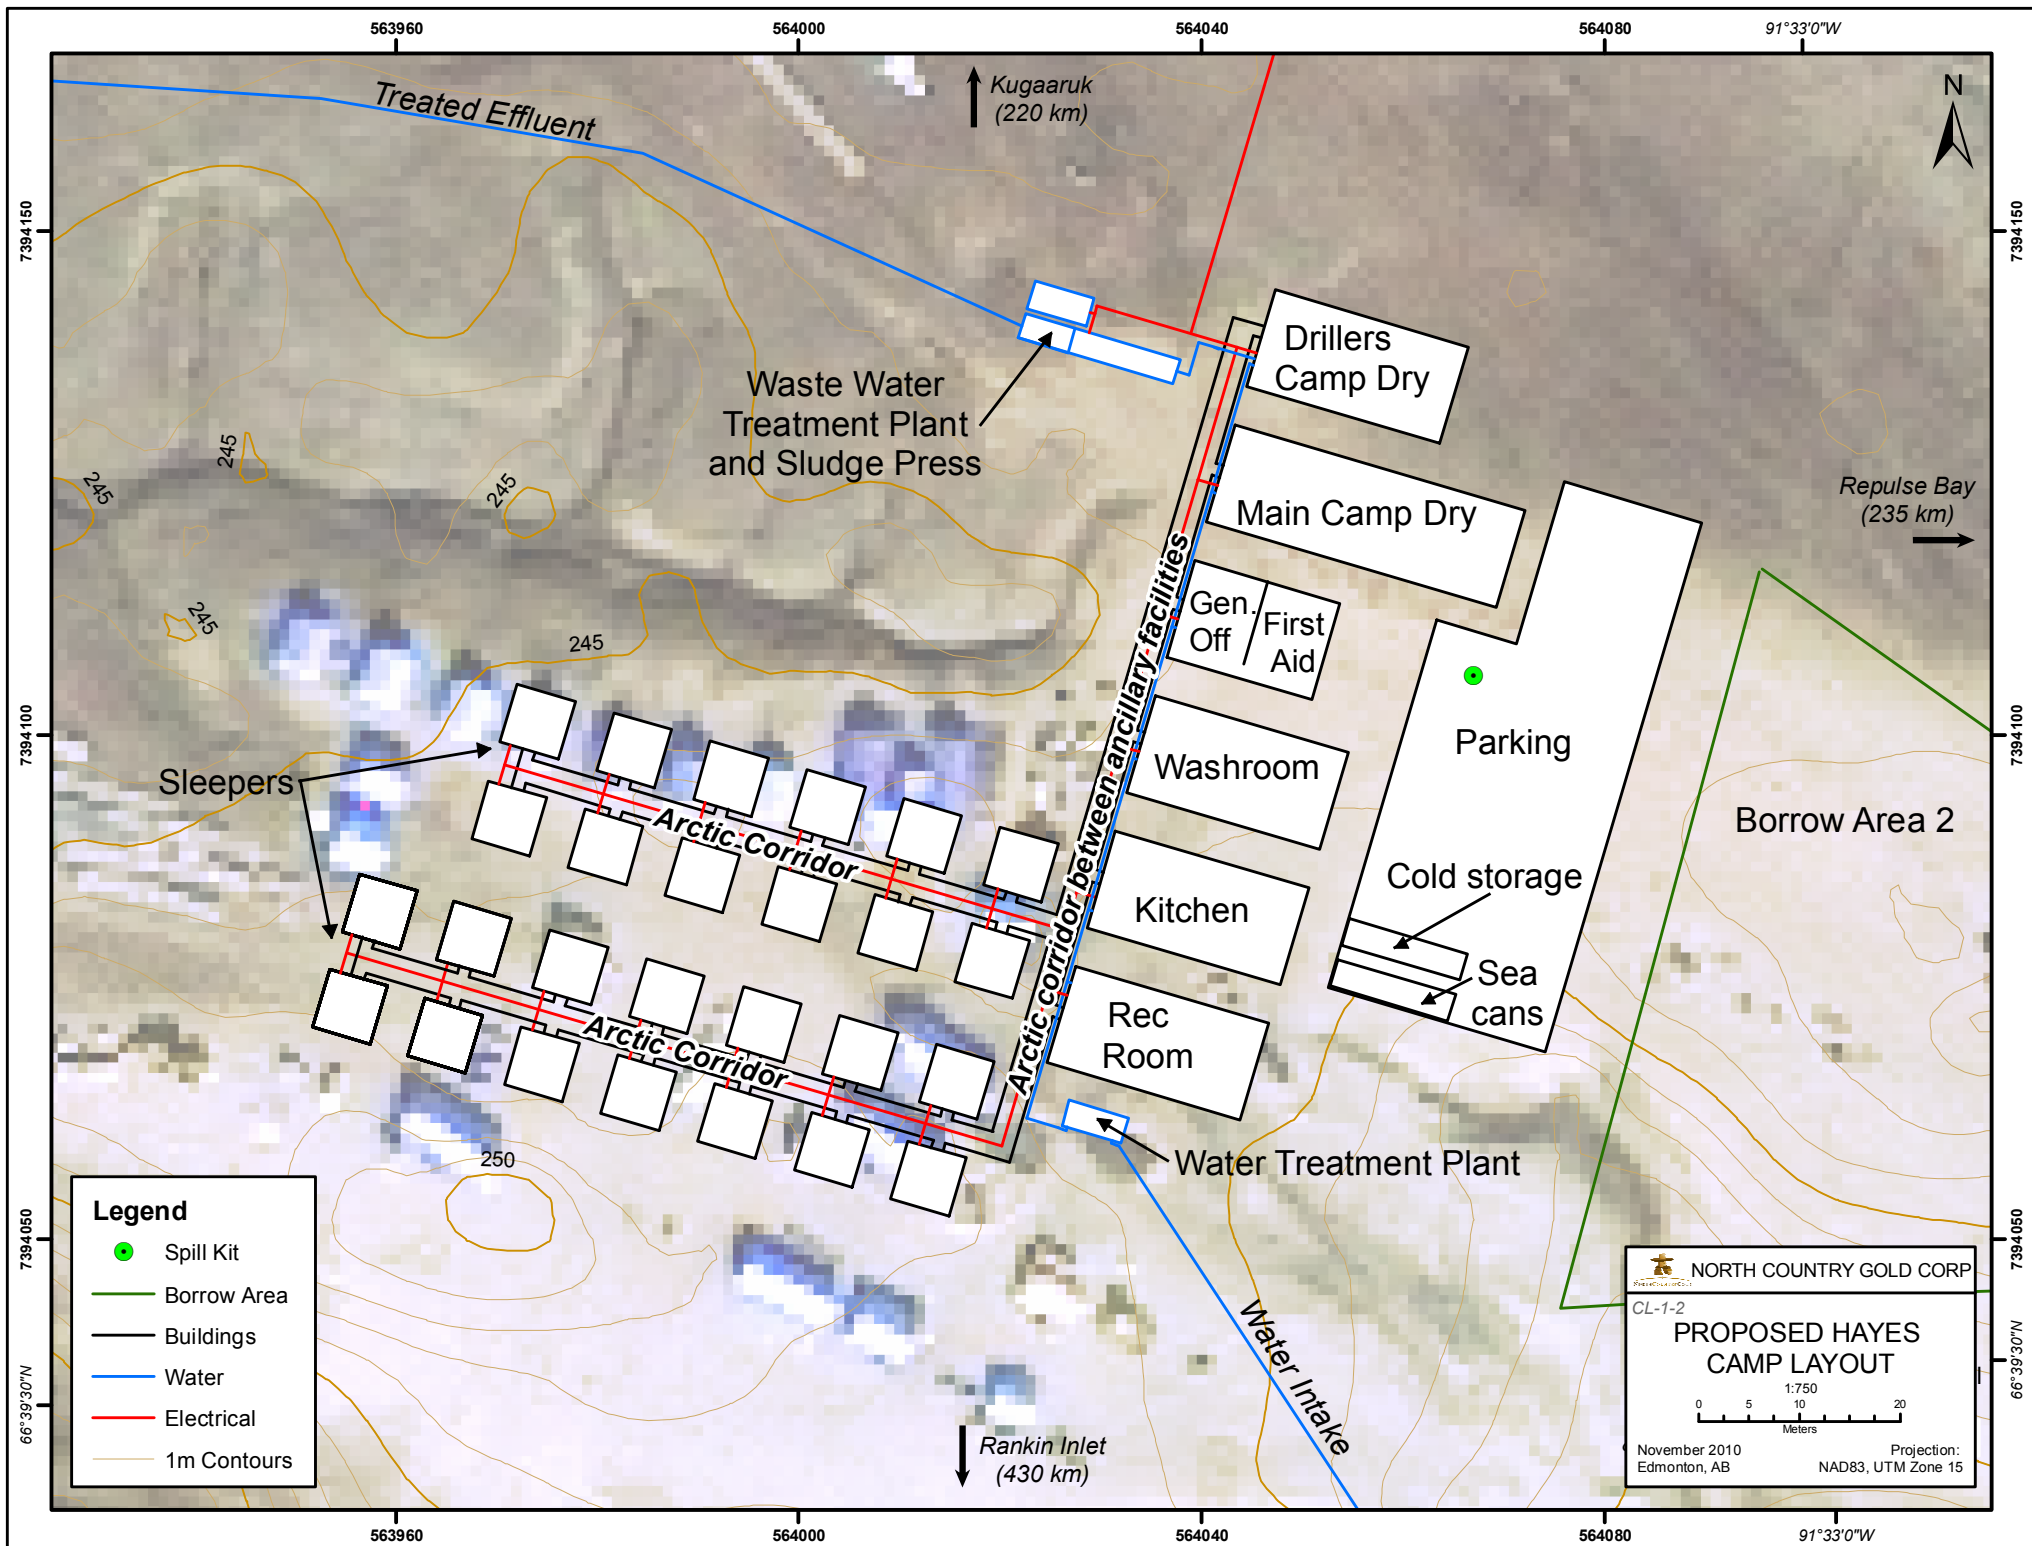 563960
564000
564040
564080
91°33'0"W
Treated Effluent
Kugaaruk
(220 km)
N
7394150
7394150
Drillers
Camp Dry
Waste Water
Treatment Plant
and Sludge Press
245
245
245
Main Camp Dry
Repulse Bay
(235 km)
245
245
Gen.
Off
First
Aid
Arctic corridor between ancillary facilities
7394100
7394100
Parking
Sleepers
Washroom
Arctic Corridor
Borrow Area 2
Cold storage
Kitchen
Sea
cans
Rec
Room
Arctic Corridor
250
Water Treatment Plant
7394050
7394050
Legend
Spill Kit
Borrow Area
Buildings
Water
Electrical
1m Contours
Water Intake
NORTH COUNTRY GOLD CORP
CL-1-2
PROPOSED HAYES
CAMP LAYOUT
1:750
0 5 10 20
Meters
November 2010
Edmonton, AB
Projection:
NAD83, UTM Zone 15
66°39'30"N
66°39'30"N
Rankin Inlet
(430 km)
563960
564000
564040
564080
91°33'0"W